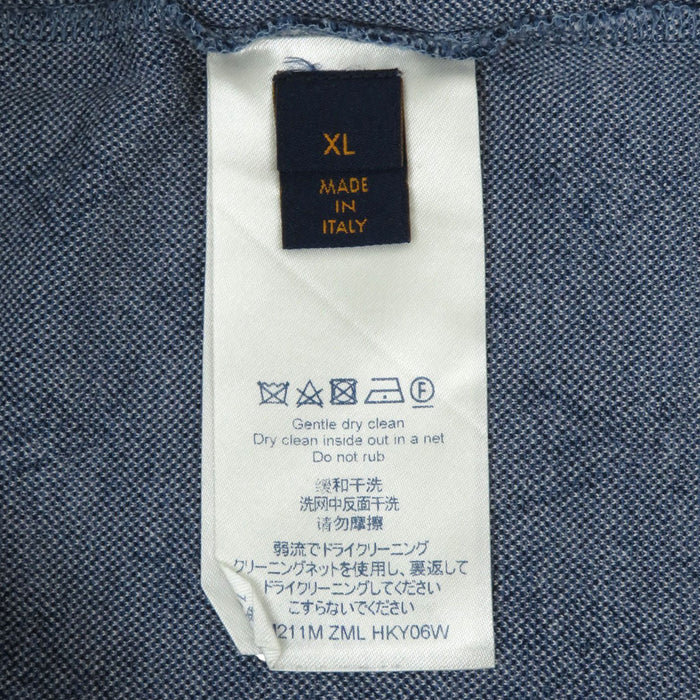 XL
MADE
IN
ITALY
F
Gentle dry clean
Dry clean inside out in a net
Do not rub
缓和干洗
洗网中反面干洗
请勿摩擦
弱流でドライクリーニング
クリーニングネットを使用し、裏返して
ドライクリーニングしてください
こすらないでください
211M ZML HKY06W